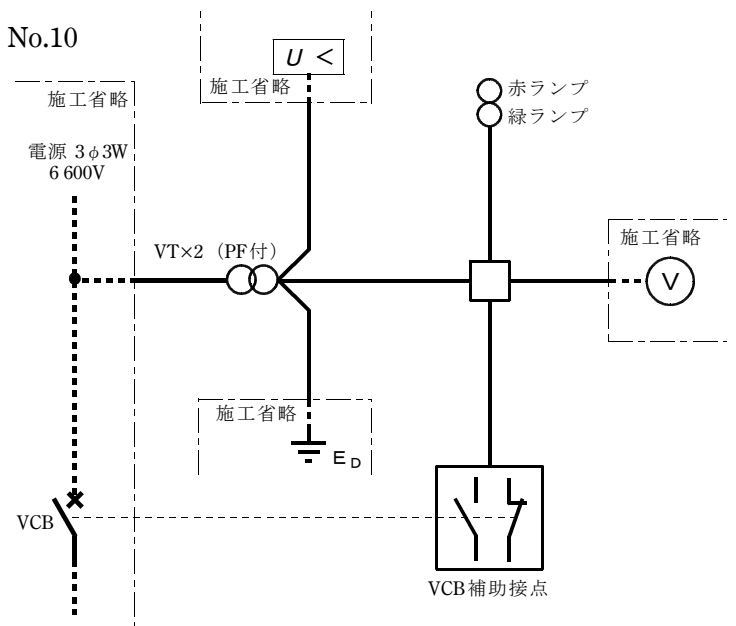 No.10
U <
施工省略
施工省略
赤ランプ
緑ランプ
電源 3φ3W
6 600V
VT×2 (PF付)
施工省略
V
施工省略
E D
VCB
VCB補助接点